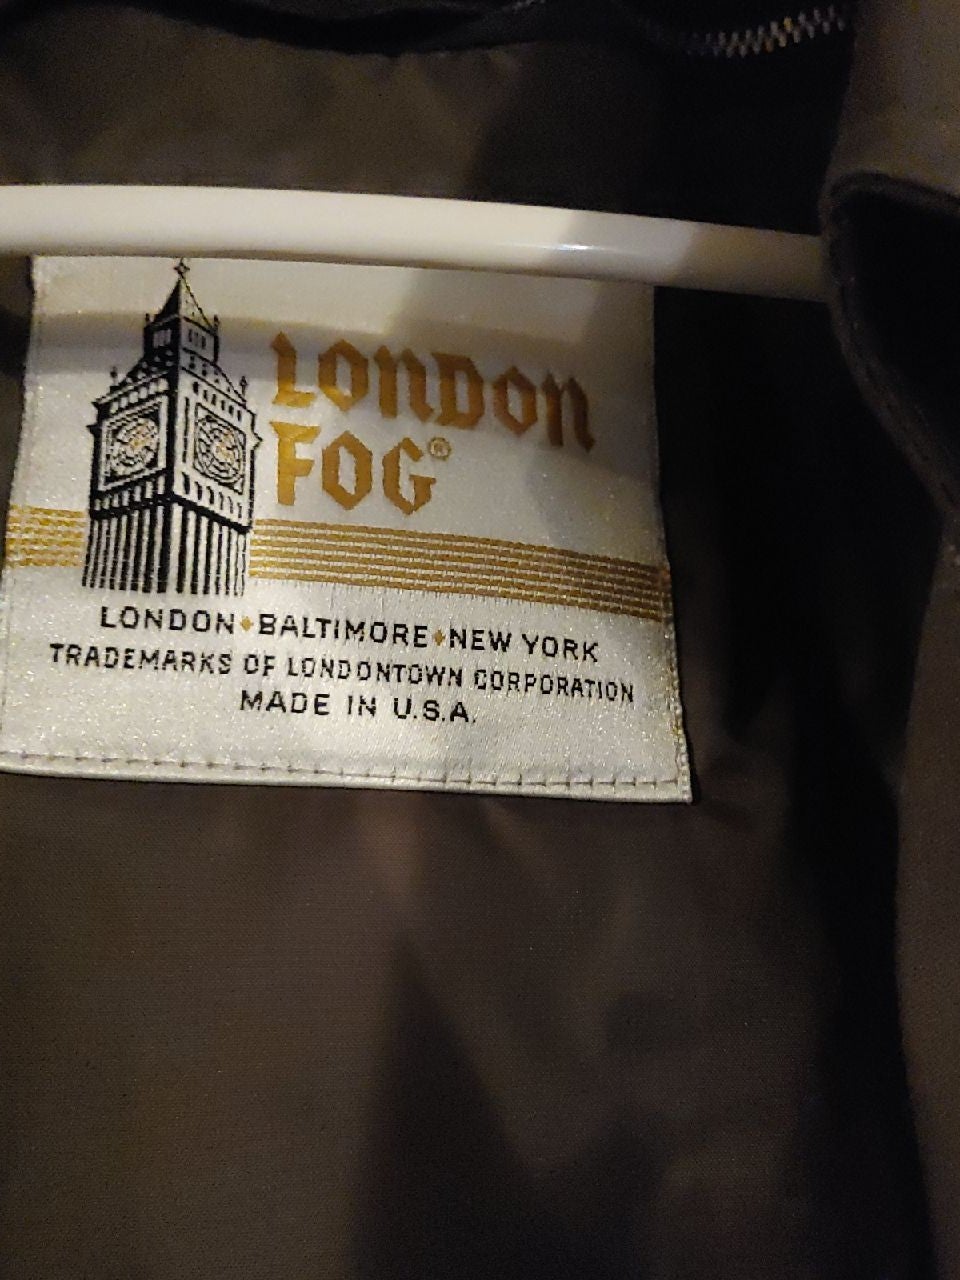 LONDON
FOG®
LONDON◆BALTIMORE◆NEW YORK
TRADEMARKS OF LONDONTOWN CORPORATION
MADE IN U.S.A.